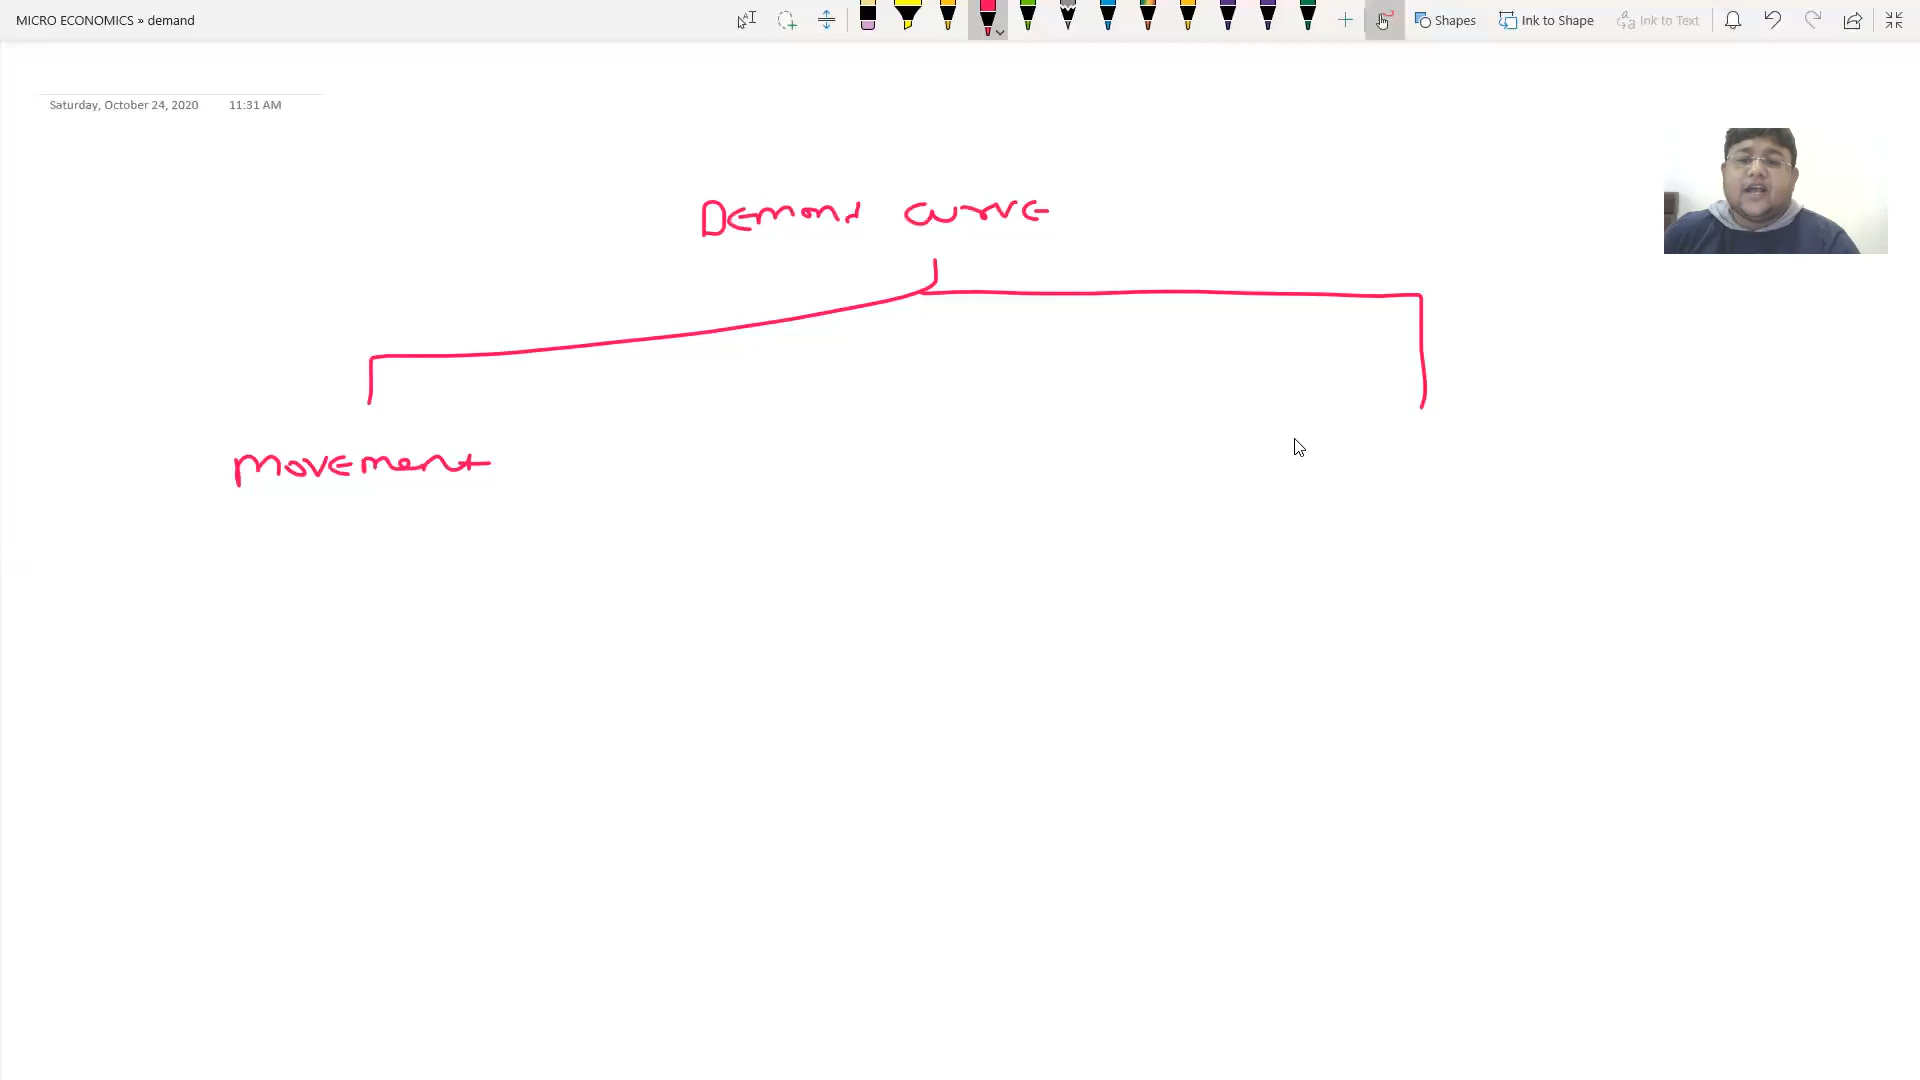 MICRO ECONOMICS » demand
Shapes
Ink to Shape
Ink to Text
Saturday, October 24, 2020 11:31 AM
Demand curve
movement